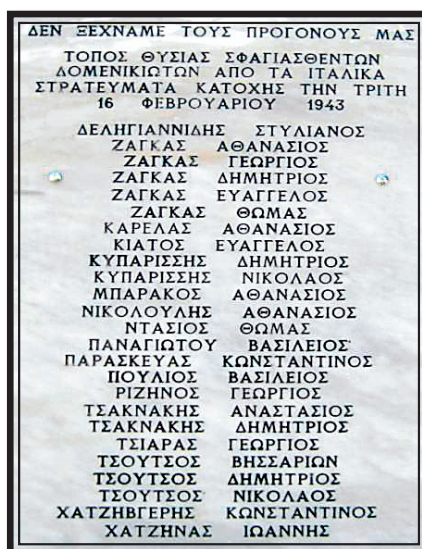 ΔΕΝ ΞΕΧΝΑΜΕ ΤΟΥΣ ΠΡΟΓΟΝΟΥΣ ΜΑΣ
ΤΟΠΟΣ ΘΥΣΙΑΣ ΣΦΑΓΙΑΣΘΕΝΤΩΝ
ΔΟΜΕΝΙΚΙΩΤΩΝ ΑΠΟ ΤΑ ΙΤΑΛΙΚΑ
ΣΤΡΑΤΕΥΜΑΤΑ ΚΑΤΟΧΗΣ ΤΗΝ ΤΡΙΤΗ
16 ΦΕΒΡΟΥΑΡΙΟΥ 1943
ΔΕΛΗΓΙΑΝΝΙΔΗΣ ΣΤΥΛΙΑΝΟΣ
ΖΑΓΚΑΣ ΑΘΑΝΑΣΙΟΣ
ΖΑΓΚΑΣ ΓΕΩΡΓΙΟΣ
ΖΑΓΚΑΣ ΔΗΜΗΤΡΙΟΣ
ΖΑΓΚΑΣ ΕΥΑΓΓΕΛΟΣ
ΖΑΓΚΑΣ ΘΩΜΑΣ
ΚΑΡΕΛΑΣ ΑΘΑΝΑΣΙΟΣ
ΚΙΑΤΟΣ ΕΥΑΓΓΕΛΟΣ
ΚΥΠΑΡΙΣΣΗΣ ΔΗΜΗΤΡΙΟΣ
ΚΥΠΑΡΙΣΣΗΣ ΝΙΚΟΛΑΟΣ
ΜΠΑΡΑΚΟΣ ΑΘΑΝΑΣΙΟΣ
ΝΙΚΟΛΟΥΛΗΣ ΑΘΑΝΑΣΙΟΣ
ΝΤΑΣΙΟΣ ΘΩΜΑΣ
ΠΑΝΑΓΙΩΤΟΥ ΒΑΣΙΛΕΙΟΣ
ΠΑΡΑΣΚΕΥΑΣ ΚΩΝΣΤΑΝΤΙΝΟΣ
ΠΟΥΛΙΟΣ ΒΑΣΙΛΕΙΟΣ
ΡΙΖΗΝΟΣ ΓΕΩΡΓΙΟΣ
ΤΣΑΚΝΑΚΗΣ ΑΝΑΣΤΑΣΙΟΣ
ΤΣΑΚΝΑΚΗΣ ΔΗΜΗΤΡΙΟΣ
ΤΣΙΑΡΑΣ ΓΕΩΡΓΙΟΣ
ΤΣΟΥΤΣΟΣ ΒΗΣΣΑΡΙΩΝ
ΤΣΟΥΤΣΟΣ ΔΗΜΗΤΡΙΟΣ
ΤΣΟΥΤΣΟΣ ΝΙΚΟΛΑΟΣ
ΧΑΤΖΗΒΓΕΡΗΣ ΚΩΝΣΤΑΝΤΙΝΟΣ
ΧΑΤΖΗΝΑΣ ΙΩΑΝΝΗΣ